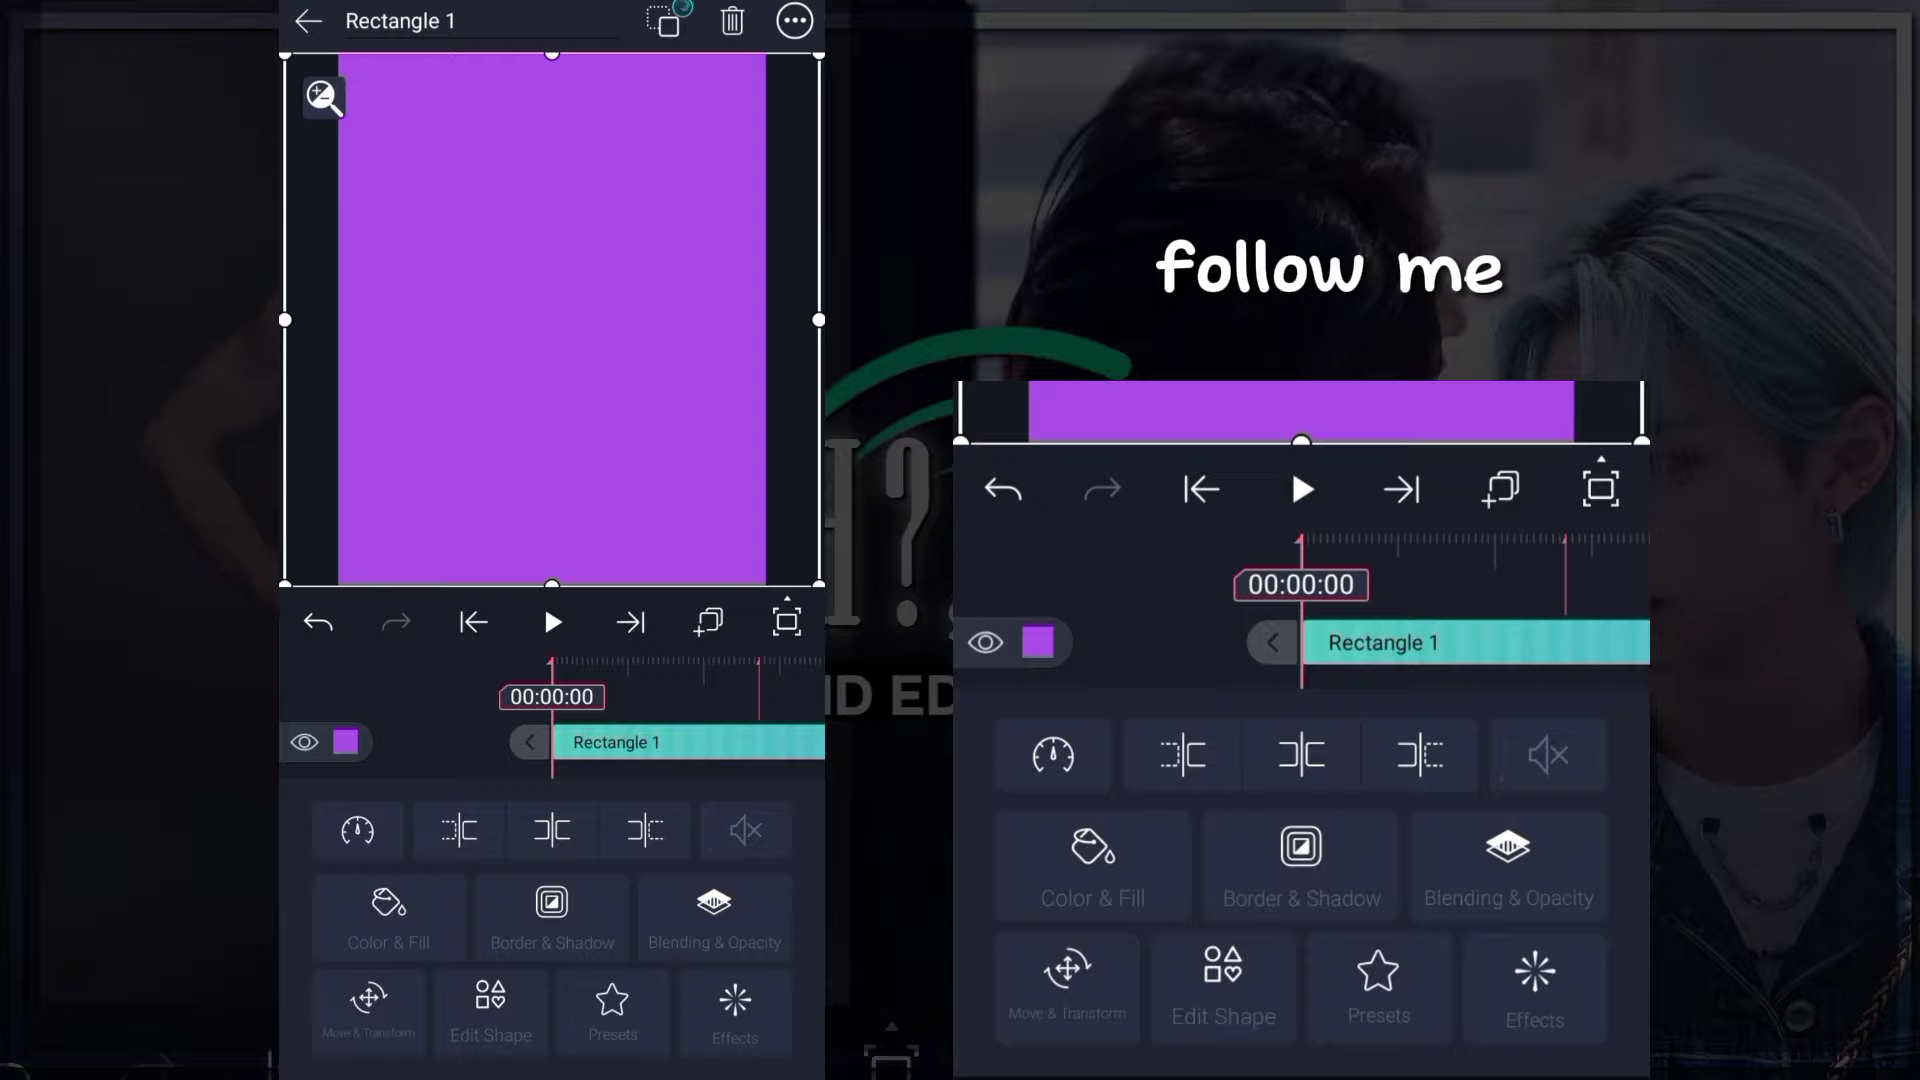 Rectangle 1
follow me
H?
ND ED
00:00:00
Rectangle 1
Color & Fill
Border & Shadow
Blending & Opacity
Move & Transform
Edit Shape
Presets
Effects
00:00:00
Rectangle 1
Color & Fill
Border & Shadow
Blending & Opacity
Move & Transform
Edit Shape
Presets
Effects